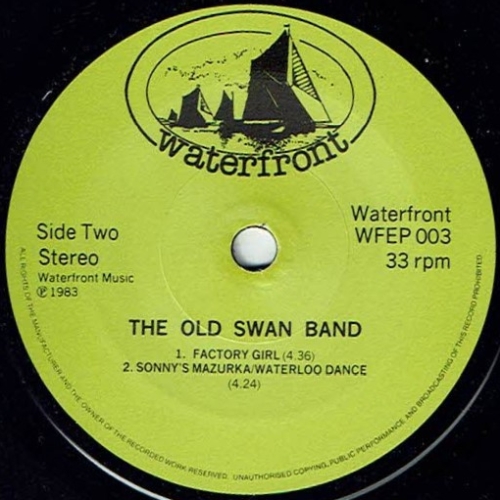 waterfront
Side Two
Stereo
Waterfront Music
℗ 1983
Waterfront
WFEP 003
33 rpm
THE OLD SWAN BAND
1. FACTORY GIRL (4.36)
2. SONNY'S MAZURKA/WATERLOO DANCE
(4.24)
ALL RIGHTS OF THE MANUFACTURER AND THE OWNER OF THE RECORDED WORK RESERVED. UNAUTHORISED COPYING, PUBLIC PERFORMANCE AND BROADCASTING OF THIS RECORD PROHIBITED.